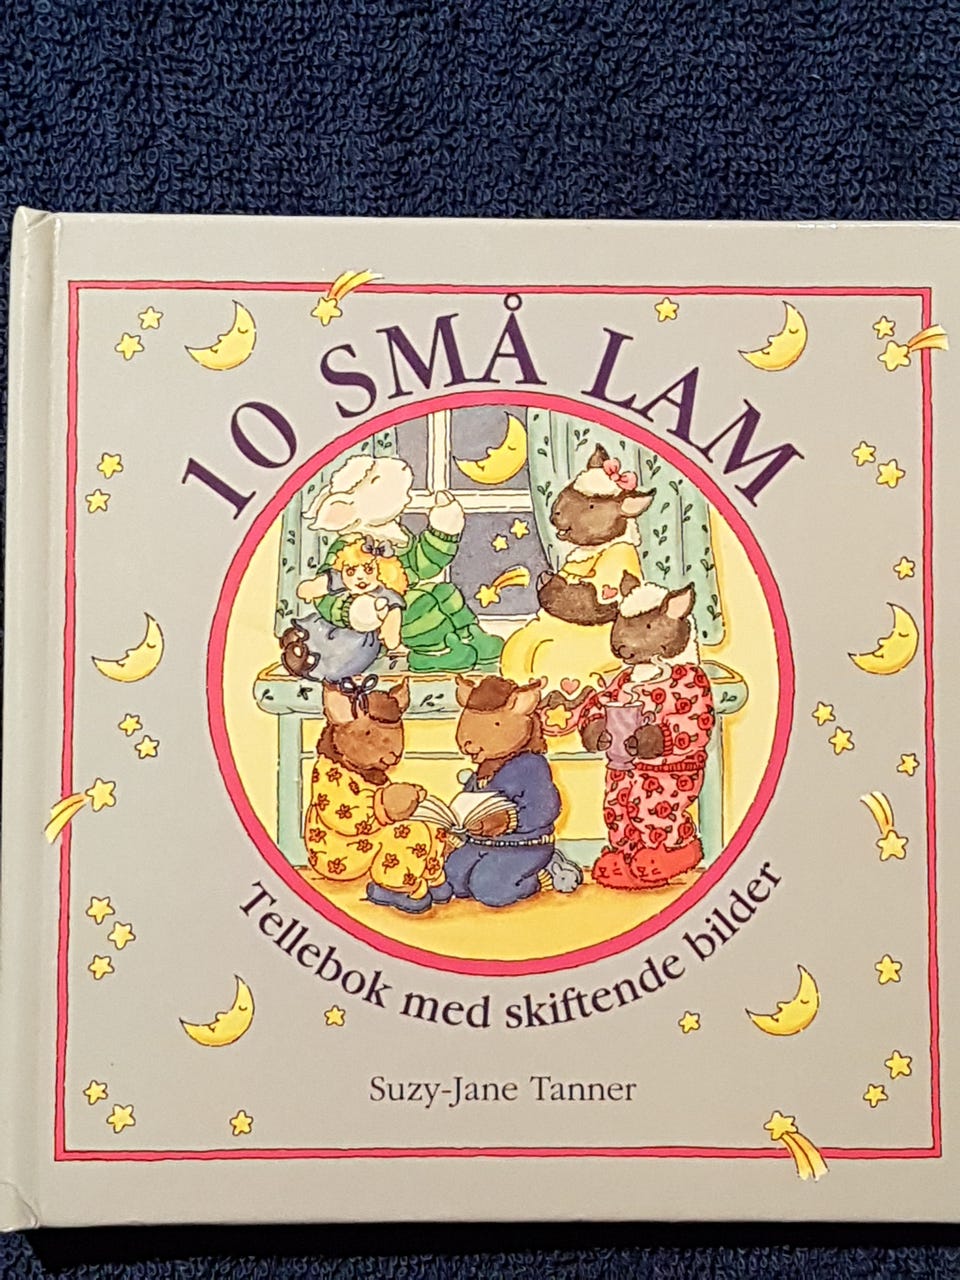 10 SMÅ LAM
Tellebok med skiftende bilder
Suzy-Jane Tanner